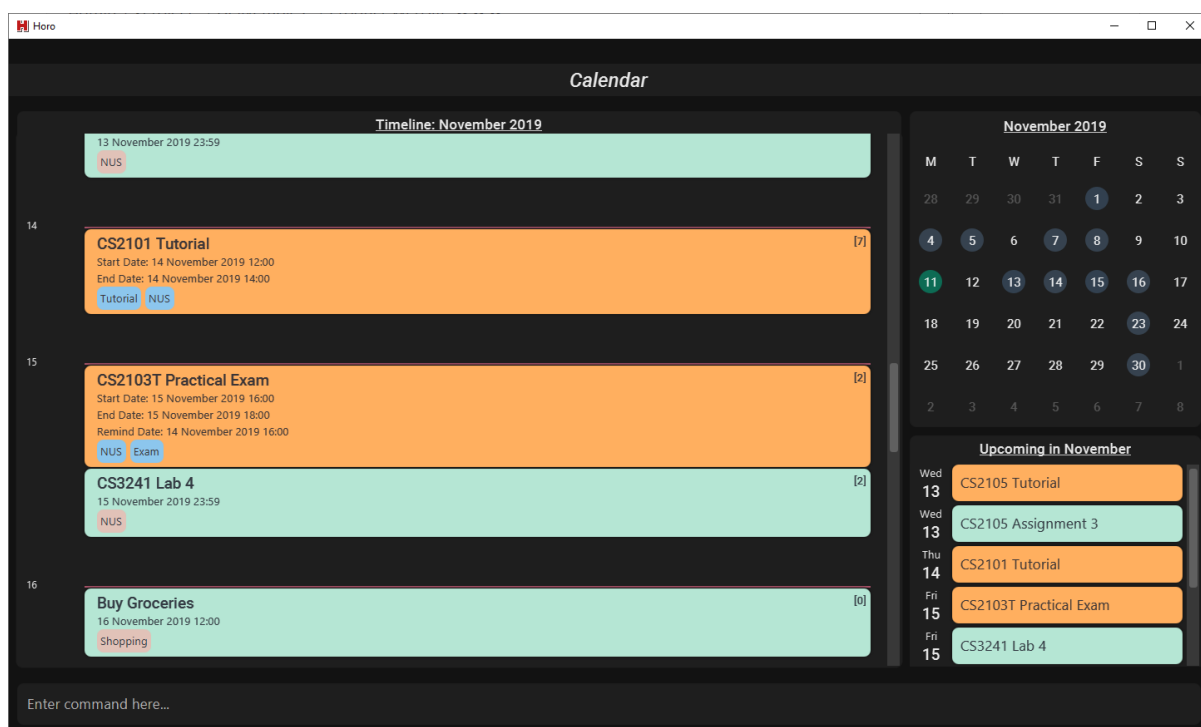 Horo
Calendar
Timeline: November 2019
13 November 2019 23:59
NUS
14
CS2101 Tutorial
[7]
Start Date: 14 November 2019 12:00
End Date: 14 November 2019 14:00
Tutorial NUS
15
CS2103T Practical Exam
[2]
Start Date: 15 November 2019 16:00
End Date: 15 November 2019 18:00
Remind Date: 14 November 2019 16:00
NUS Exam
CS3241 Lab 4
[2]
15 November 2019 23:59
NUS
16
Buy Groceries
[0]
16 November 2019 12:00
Shopping
November 2019
M T W T F S S
28 29 30 31 1 2 3
4 5 6 7 8 9 10
11 12 13 14 15 16 17
18 19 20 21 22 23 24
25 26 27 28 29 30 1
2 3 4 5 6 7 8
Upcoming in November
Wed
13
CS2105 Tutorial
Wed
13
CS2105 Assignment 3
Thu
14
CS2101 Tutorial
Fri
15
CS2103T Practical Exam
Fri
15
CS3241 Lab 4
Enter command here...